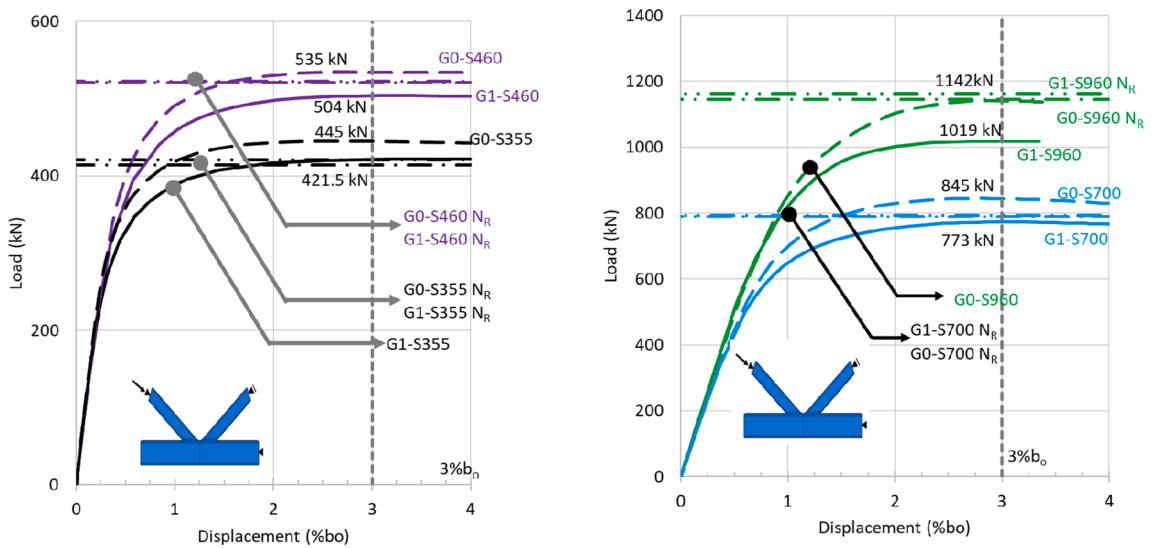 600
400
200
0
Load (kN)
535 kN
504 kN
445 kN
421.5 kN
G0-S460
G1-S460
G0-S355
G0-S460 NR
G1-S460 NR
G0-S355 NR
G1-S355 NR
G1-S355
3%bo
0 1 2 3 4
Displacement (%bo)
1400
1200
1000
800
600
400
200
0
Load (kN)
1142kN
1019 kN
845 kN
773 kN
G1-S960 NR
G0-S960 NR
G1-S960
G0-S700
G1-S700
G0-S960
G1-S700 NR
G0-S700 NR
3%bo
0 1 2 3 4
Displacement (%bo)